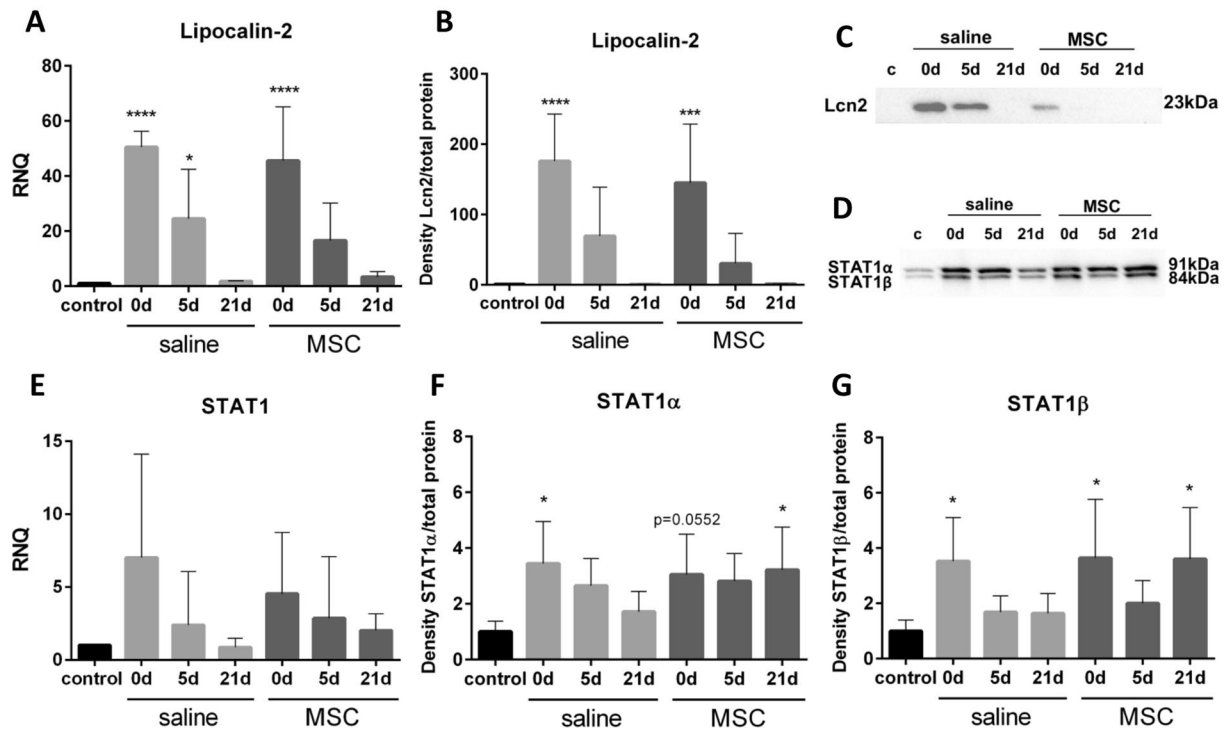 A
Lipocalin-2
RNQ
80
60
40
20
0
****
*
****
control 0d 5d 21d 0d 5d 21d
saline MSC
B
Lipocalin-2
Density Lcn2/total protein
300
200
100
0
****
***
control 0d 5d 21d 0d 5d 21d
saline MSC
C
saline MSC
c 0d 5d 21d 0d 5d 21d
Lcn2 23kDa
D
saline MSC
c 0d 5d 21d 0d 5d 21d
STAT1α 91kDa
STAT1β 84kDa
E
STAT1
RNQ
15
10
5
0
control 0d 5d 21d 0d 5d 21d
saline MSC
F
STAT1α
Density STAT1α/total protein
8
6
4
2
0
*
p=0.0552
*
control 0d 5d 21d 0d 5d 21d
saline MSC
G
STAT1β
Density STAT1β/total protein
8
6
4
2
0
*
*
*
control 0d 5d 21d 0d 5d 21d
saline MSC